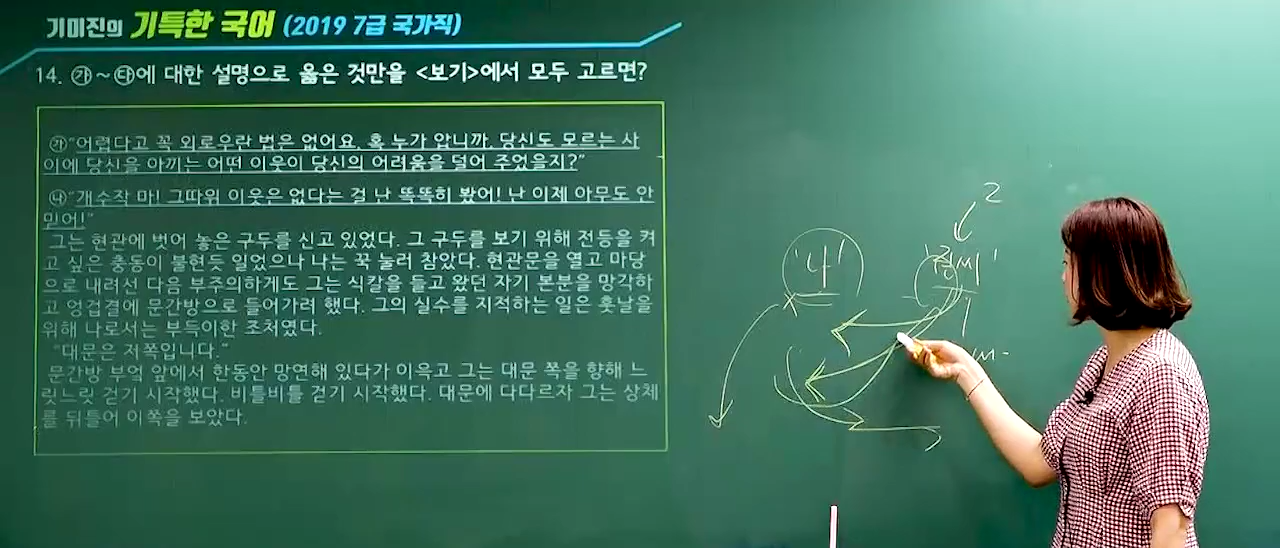 기미진의 기특한 국어 (2019 7급 국가직)
14. ㉮~㉺에 대한 설명으로 옳은 것만을 <보기>에서 모두 고르면?
㉮"어렵다고 꼭 외로우란 법은 없어요. 혹 누가 압니까, 당신도 모르는 사
이에 당신을 아끼는 어떤 이웃이 당신의 어려움을 덜어 주었을지?"
㉯"개수작 마! 그따위 이웃은 없다는 걸 난 똑똑히 봤어! 난 이제 아무도 안
믿어!"
그는 현관에 벗어 놓은 구두를 신고 있었다. 그 구두를 보기 위해 전등을 켜
고 싶은 충동이 불현듯 일었으나 나는 꾹 눌러 참았다. 현관문을 열고 마당
으로 내려선 다음 부주의하게도 그는 식칼을 들고 왔던 자기 본분을 망각하
고 엉겁결에 문간방으로 들어가려 했다. 그의 실수를 지적하는 일은 훗날을
위해 나로서는 부득이한 조처였다.
"대문은 저쪽입니다."
문간방 부엌 앞에서 한동안 망연해 있다가 이윽고 그는 대문 쪽을 향해 느
릿느릿 걷기 시작했다. 비틀비틀 걷기 시작했다. 대문에 다다르자 그는 상체
를 뒤틀어 이쪽을 보았다.
2
'나'